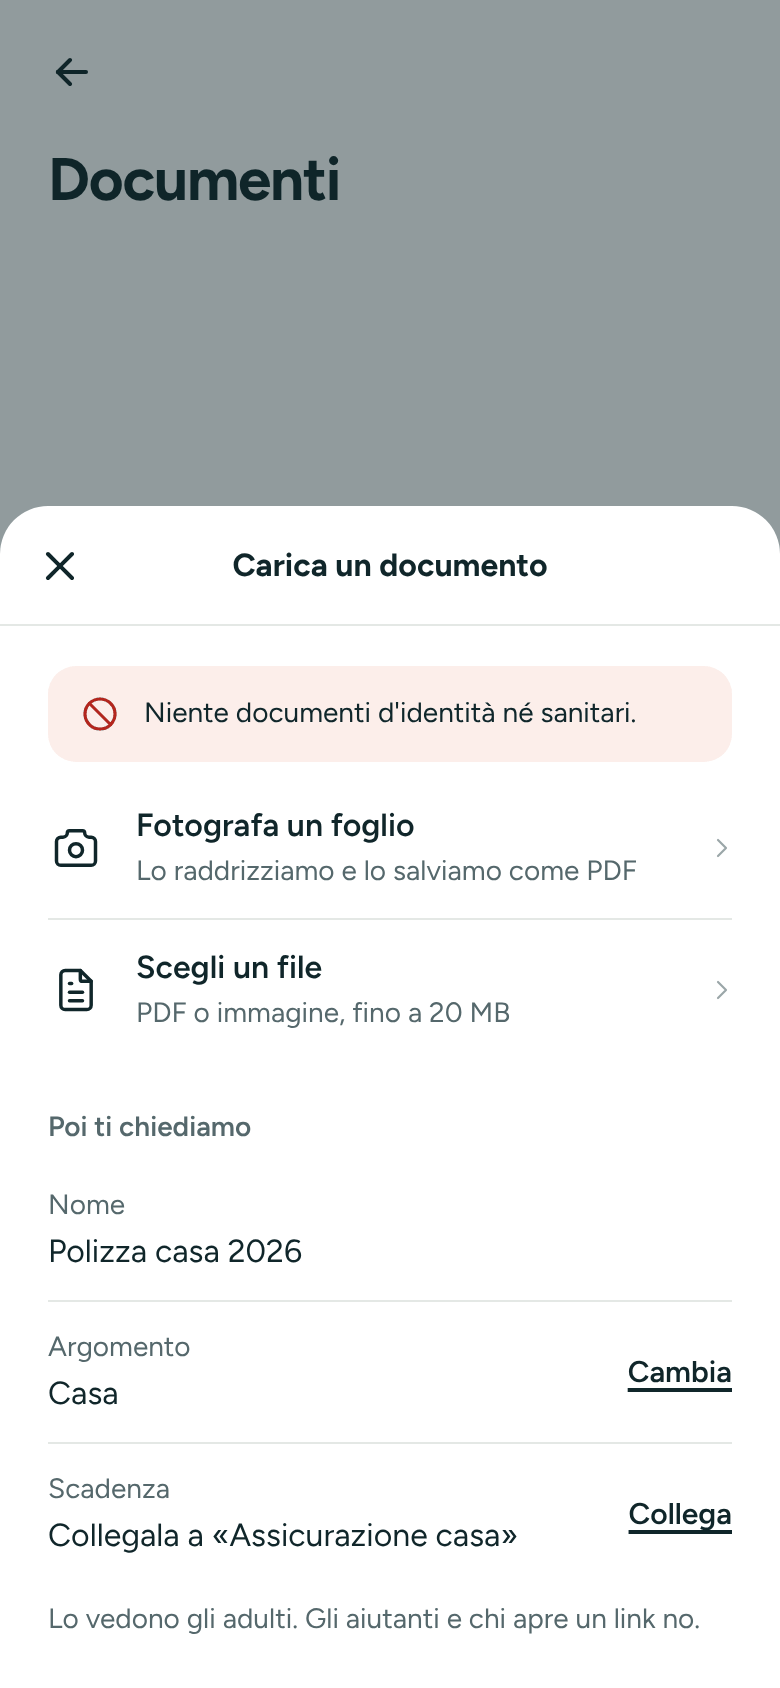 Documenti
Carica un documento
Niente documenti d'identità né sanitari.
Fotografa un foglio
Lo raddrizziamo e lo salviamo come PDF
Scegli un file
PDF o immagine, fino a 20 MB
Poi ti chiediamo
Nome
Polizza casa 2026
Argomento
Casa
Cambia
Scadenza
Collegala a «Assicurazione casa»
Collega
Lo vedono gli adulti. Gli aiutanti e chi apre un link no.